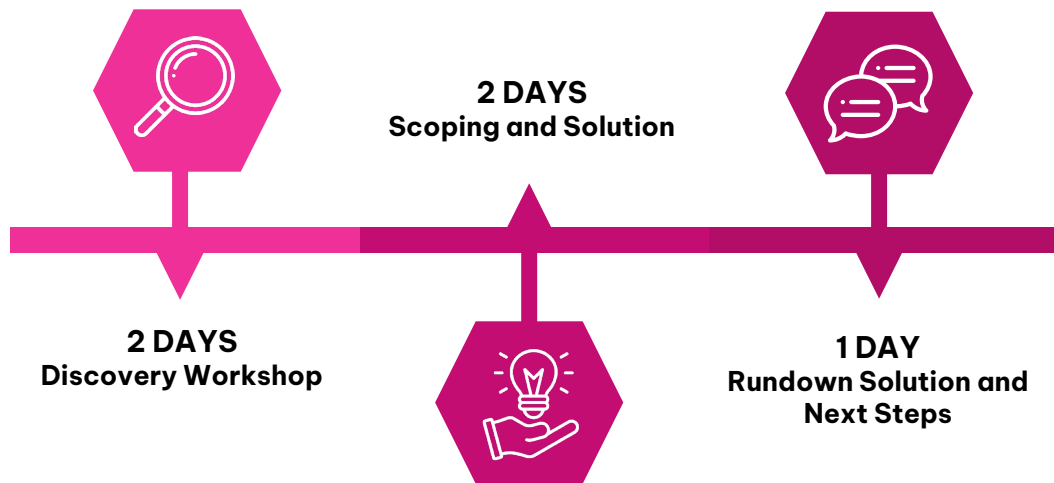 2 DAYS
Discovery Workshop
2 DAYS
Scoping and Solution
1 DAY
Rundown Solution and
Next Steps